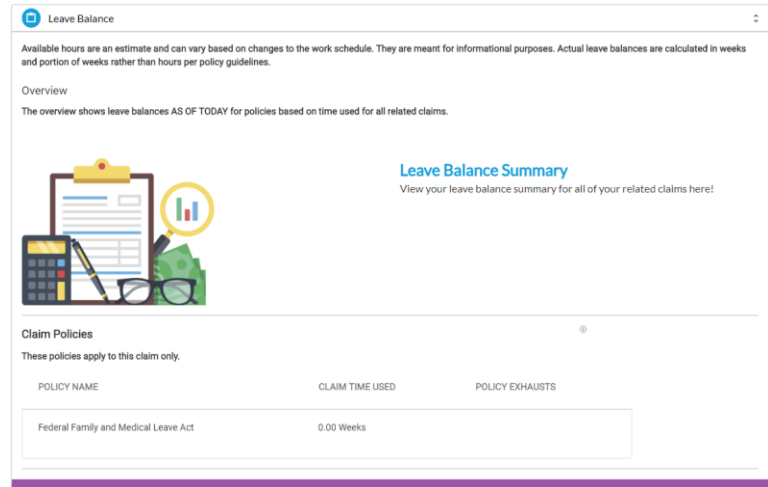 Leave Balance
Available hours are an estimate and can vary based on changes to the work schedule. They are meant for informational purposes. Actual leave balances are calculated in weeks
and portion of weeks rather than hours per policy guidelines.
Overview
The overview shows leave balances AS OF TODAY for policies based on time used for all related claims.
Leave Balance Summary
View your leave balance summary for all of your related claims here!
Claim Policies
These policies apply to this claim only.
POLICY NAME CLAIM TIME USED POLICY EXHAUSTS
Federal Family and Medical Leave Act 0.00 Weeks